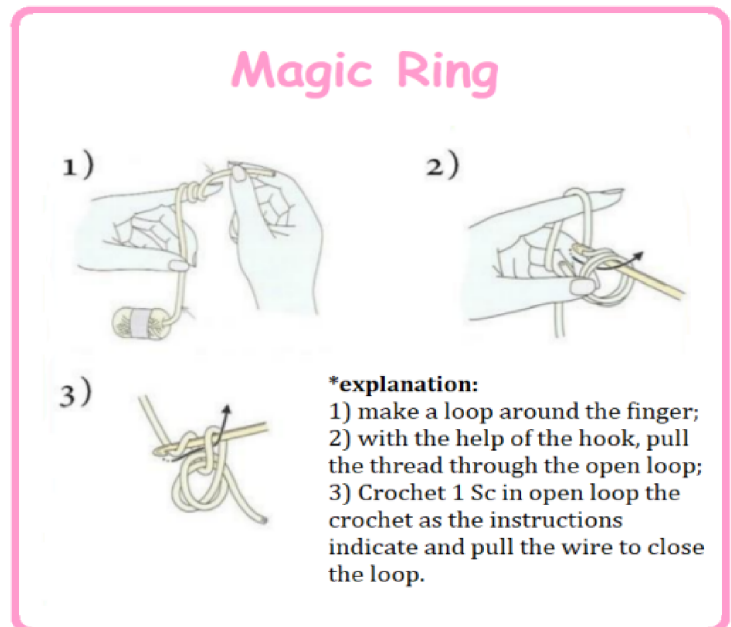 Magic Ring
1)
2)
3)
*explanation:
1) make a loop around the finger;
2) with the help of the hook, pull
the thread through the open loop;
3) Crochet 1 Sc in open loop the
crochet as the instructions
indicate and pull the wire to close
the loop.